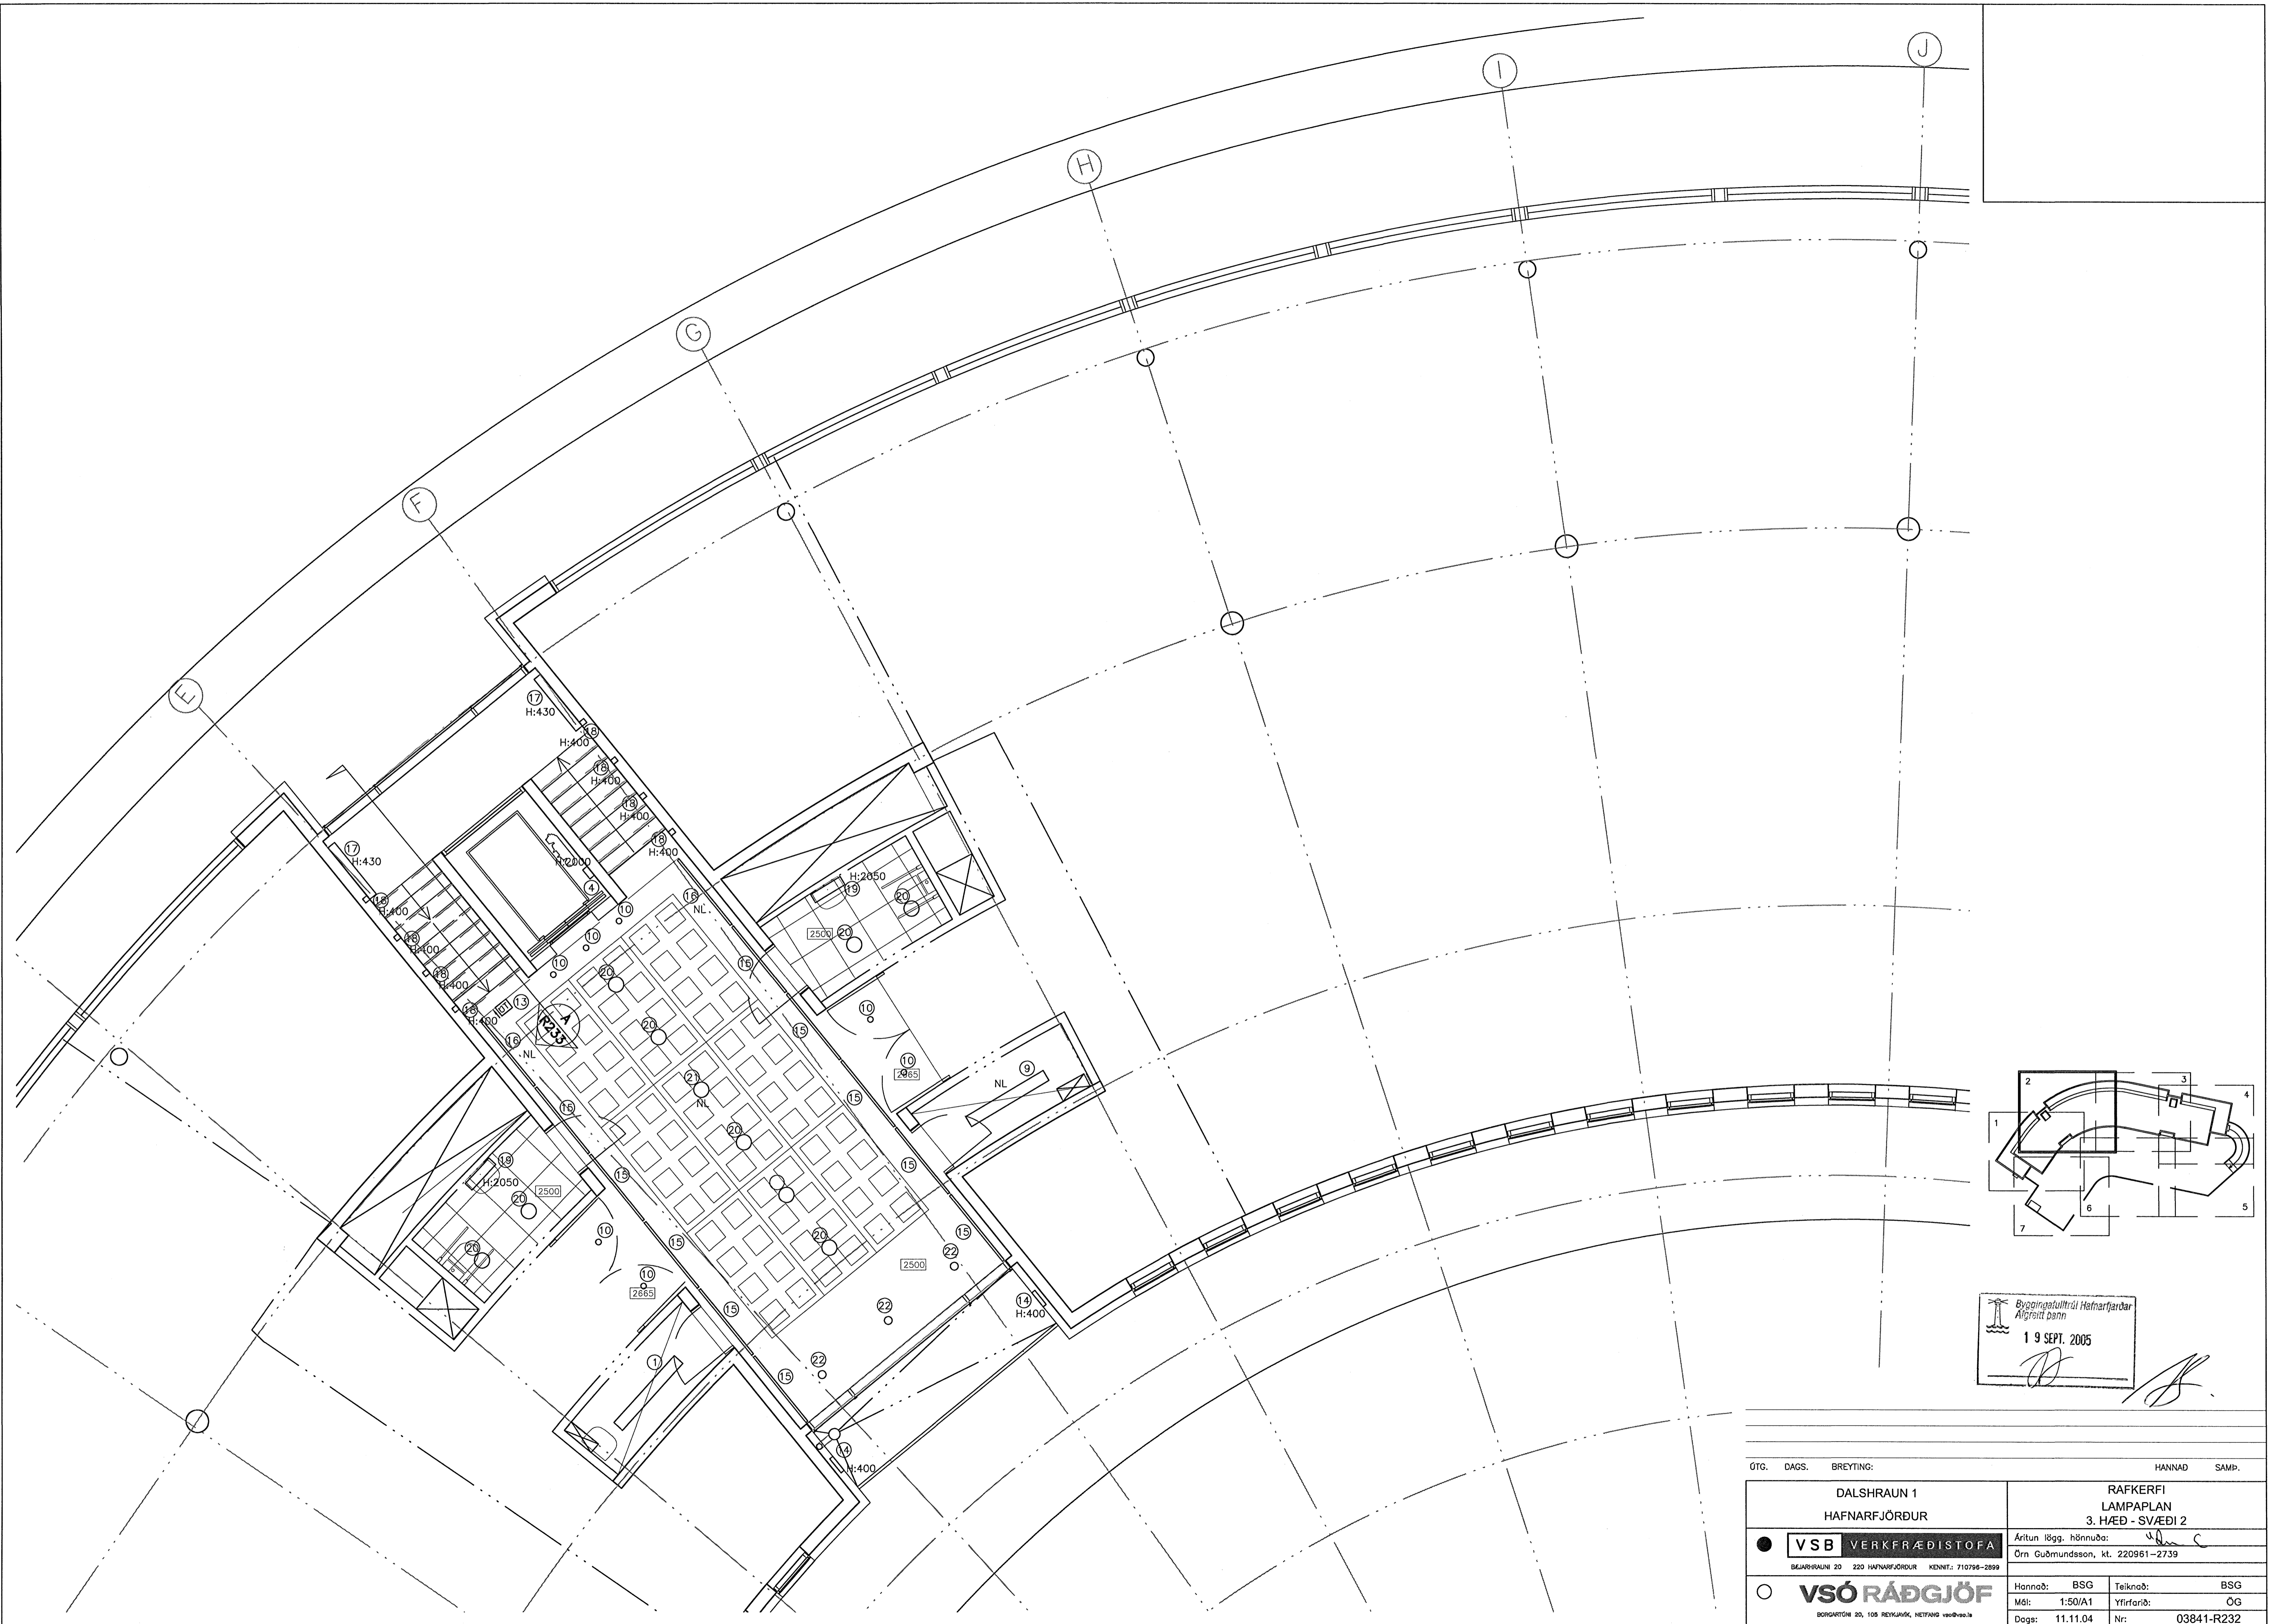 J
I
H
G
F
E
17
H:430
18
H:400
18
H:400
18
H:400
18
H:400
17
H:430
H:2000
4
18
H:400
18
H:400
18
H:400
18
H:400
10
10
10
13
A
R233
16
NL
16
NL
H:2050
19
20
2500
20
20
20
21
NL
20
20
15
15
15
15
15
10
10
2665
9
NL
15
15
15
15
15
19
H:2050
20
2500
20
10
10
2665
1
2500
22
22
22
14
H:400
14
H:400
1
2
3
4
5
6
7
Byggingafulltrúi Hafnarfjarðar
Afgreitt þann
19 SEPT. 2005
ÚTG. DAGS. BREYTING: HANNAÐ SAMÞ.
DALSHRAUN 1
HAFNARFJÖRÐUR
RAFKERFI
LAMPAPLAN
3. HÆÐ - SVÆÐI 2
VSB VERKFRÆÐISTOFA
BÆJARHRAUNI 20 220 HAFNARFJÖRÐUR KENNIT.: 710796-2899
Áritun lögg. hönnuða:
Örn Guðmundsson, kt. 220961-2739
VSÓ RÁÐGJÖF
BORGARTÚNI 20, 105 REYKJAVÍK, NETFANG vso@vso.is
Hannað: BSG Teiknað: BSG
Mál: 1:50/A1 Yfirfarið: ÖG
Dags: 11.11.04 Nr: 03841-R232